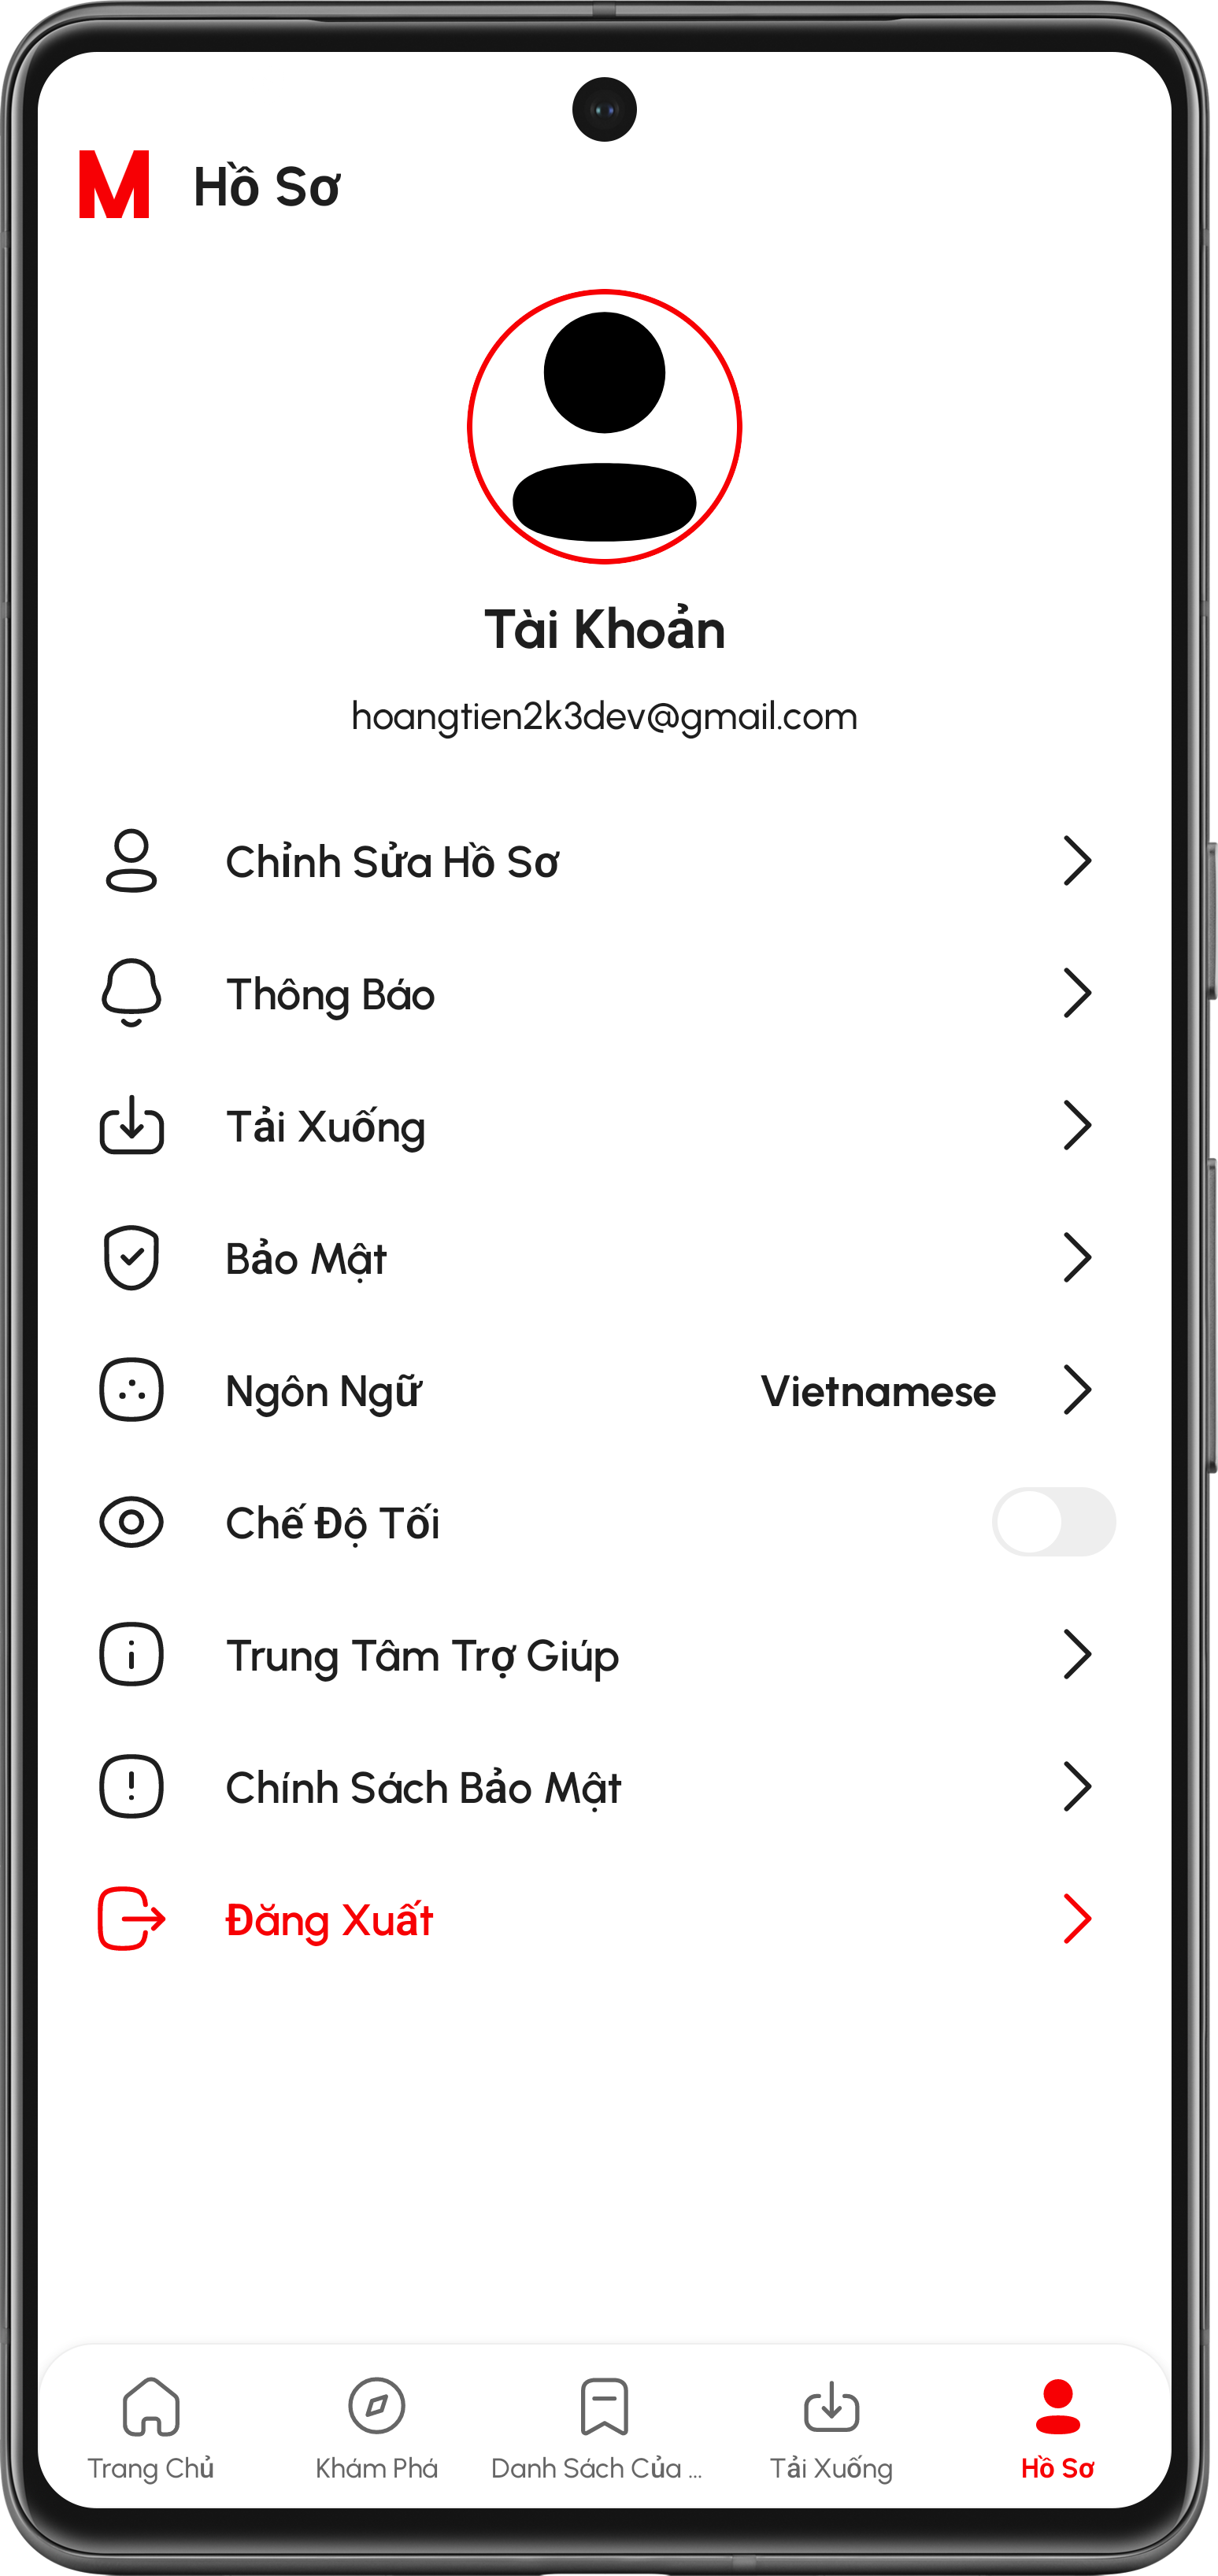 M Hồ Sơ
Tài Khoản
hoangtien2k3dev@gmail.com
Chỉnh Sửa Hồ Sơ
Thông Báo
Tải Xuống
Bảo Mật
Ngôn Ngữ Vietnamese
Chế Độ Tối
Trung Tâm Trợ Giúp
Chính Sách Bảo Mật
Đăng Xuất
Trang Chủ Khám Phá Danh Sách Của ... Tải Xuống Hồ Sơ